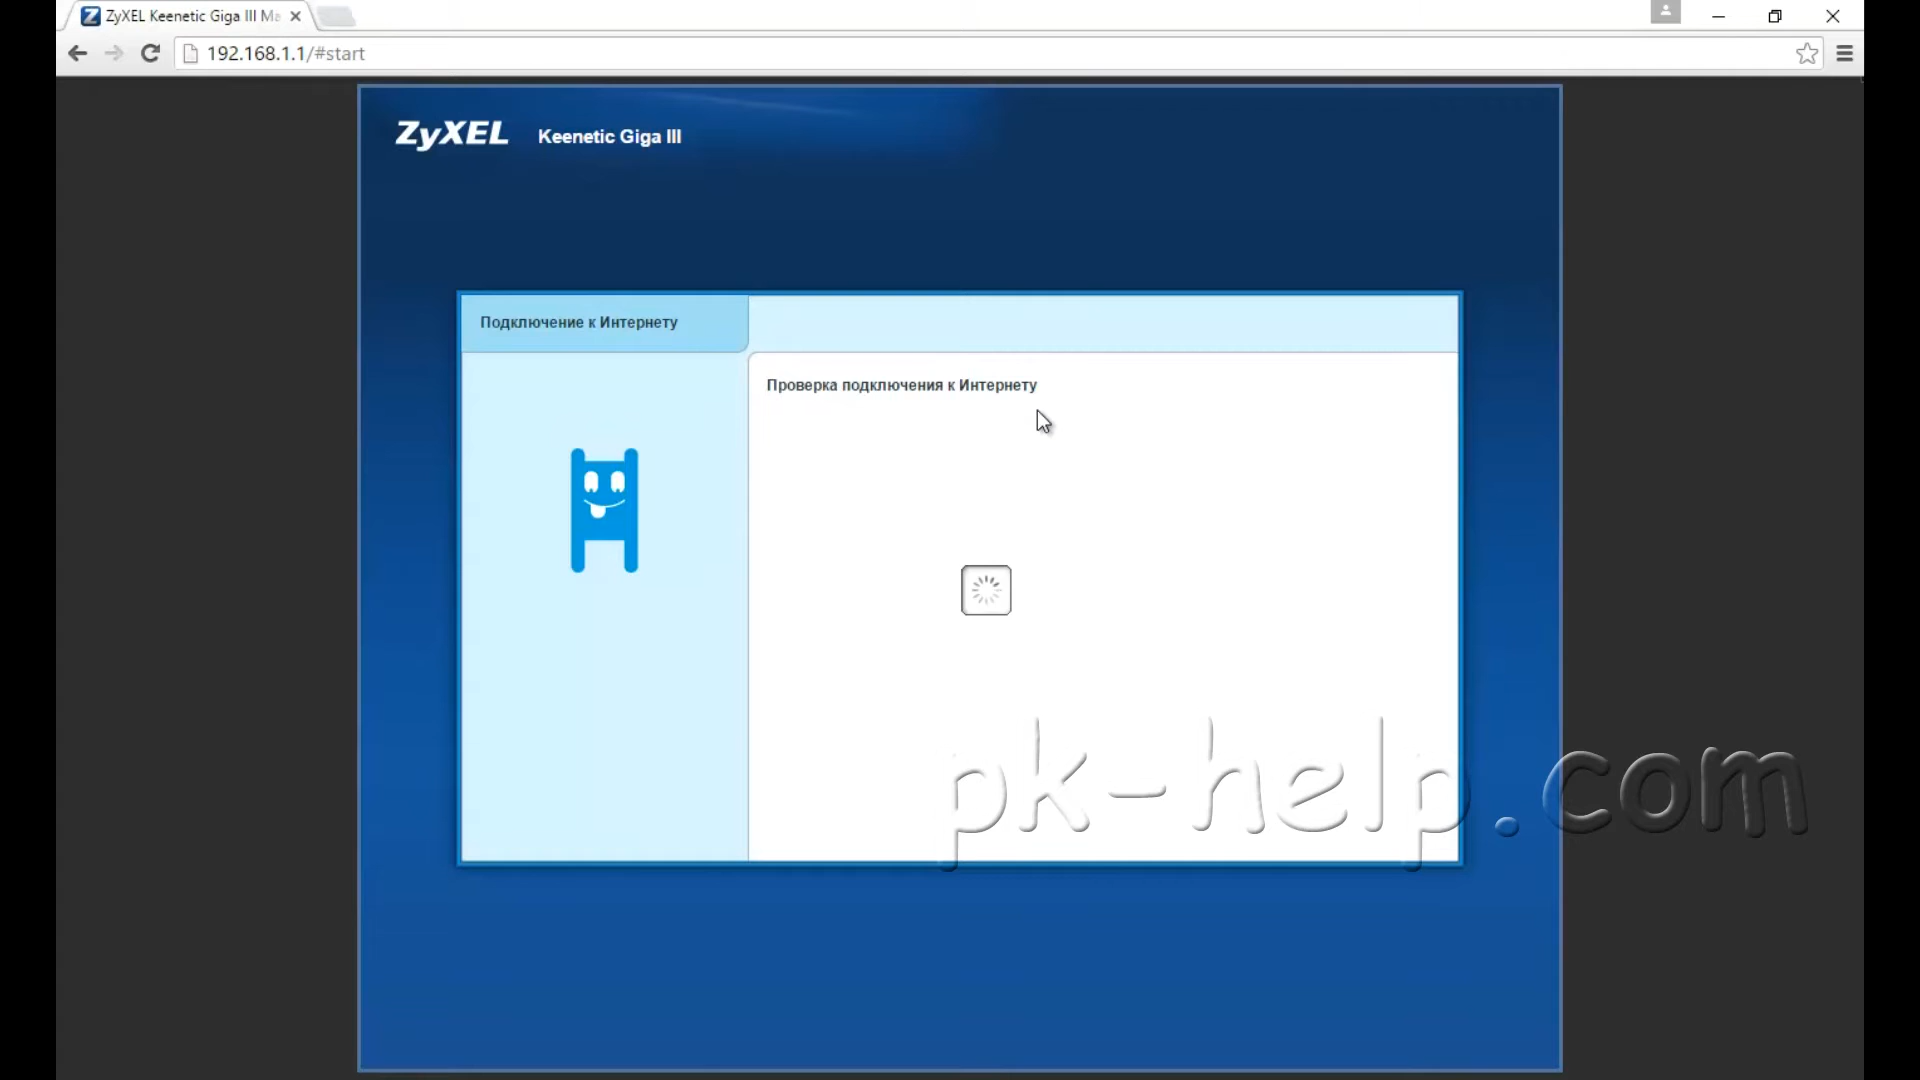 ZyXEL Keenetic Giga III Ma
192.168.1.1/#start
ZyXEL Keenetic Giga III
Подключение к Интернету
Проверка подключения к Интернету
pk-help.com